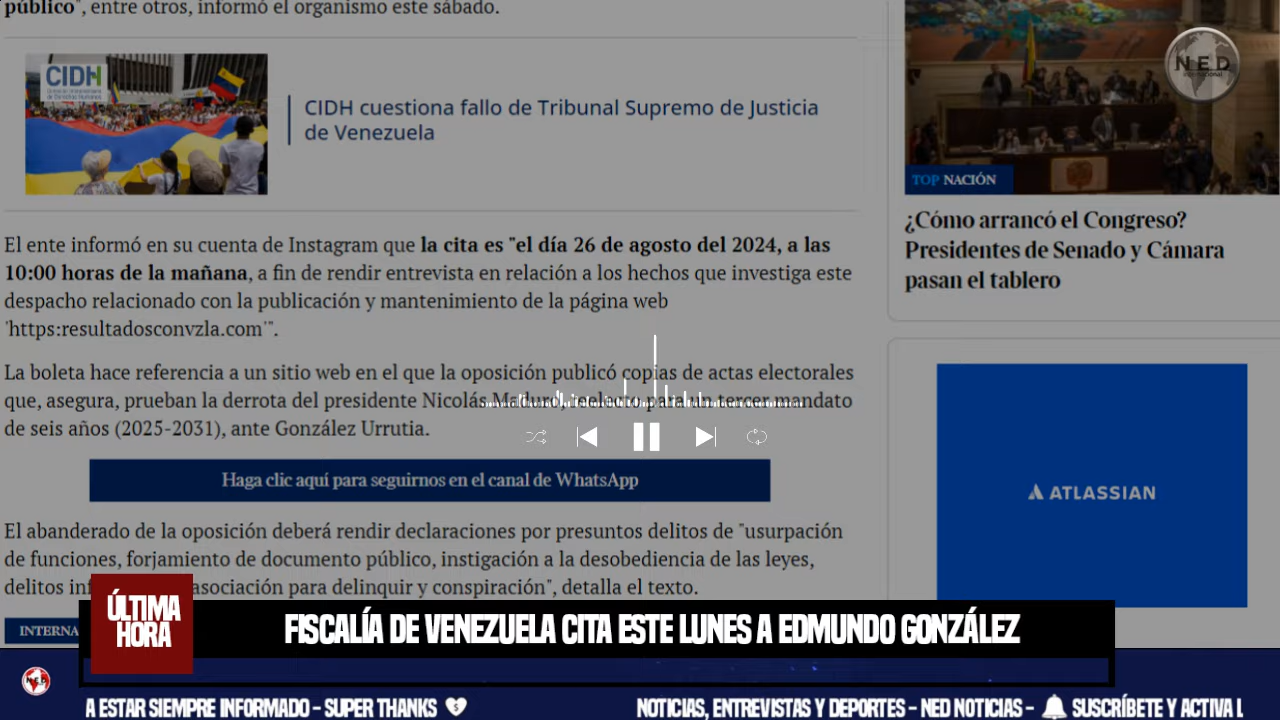 público", entre otros, informó el organismo este sábado.
CIDH
CIDH cuestiona fallo de Tribunal Supremo de Justicia
de Venezuela
El ente informó en su cuenta de Instagram que la cita es "el día 26 de agosto del 2024, a las
10:00 horas de la mañana, a fin de rendir entrevista en relación a los hechos que investiga este
despacho relacionado con la publicación y mantenimiento de la página web
'https:resultadosconvzla.com'".
La boleta hace referencia a un sitio web en el que la oposición publicó copias de actas electorales
que, asegura, prueban la derrota del presidente Nicolás Maduro, reelecto para un tercer mandato
de seis años (2025-2031), ante González Urrutia.
Haga clic aquí para seguirnos en el canal de WhatsApp
El abanderado de la oposición deberá rendir declaraciones por presuntos delitos de "usurpación
de funciones, forjamiento de documento público, instigación a la desobediencia de las leyes,
delitos in asociación para delinquir y conspiración", detalla el texto.
INTERNA
NED
Internacional
TOP NACIÓN
¿Cómo arrancó el Congreso?
Presidentes de Senado y Cámara
pasan el tablero
ATLASSIAN
ÚLTIMA
HORA
FISCALÍA DE VENEZUELA CITA ESTE LUNES A EDMUNDO GONZÁLEZ
NED
A ESTAR SIEMPRE INFORMADO - SUPER THANKS
NOTICIAS, ENTREVISTAS Y DEPORTES - NED NOTICIAS -
SUSCRÍBETE Y ACTIVA L